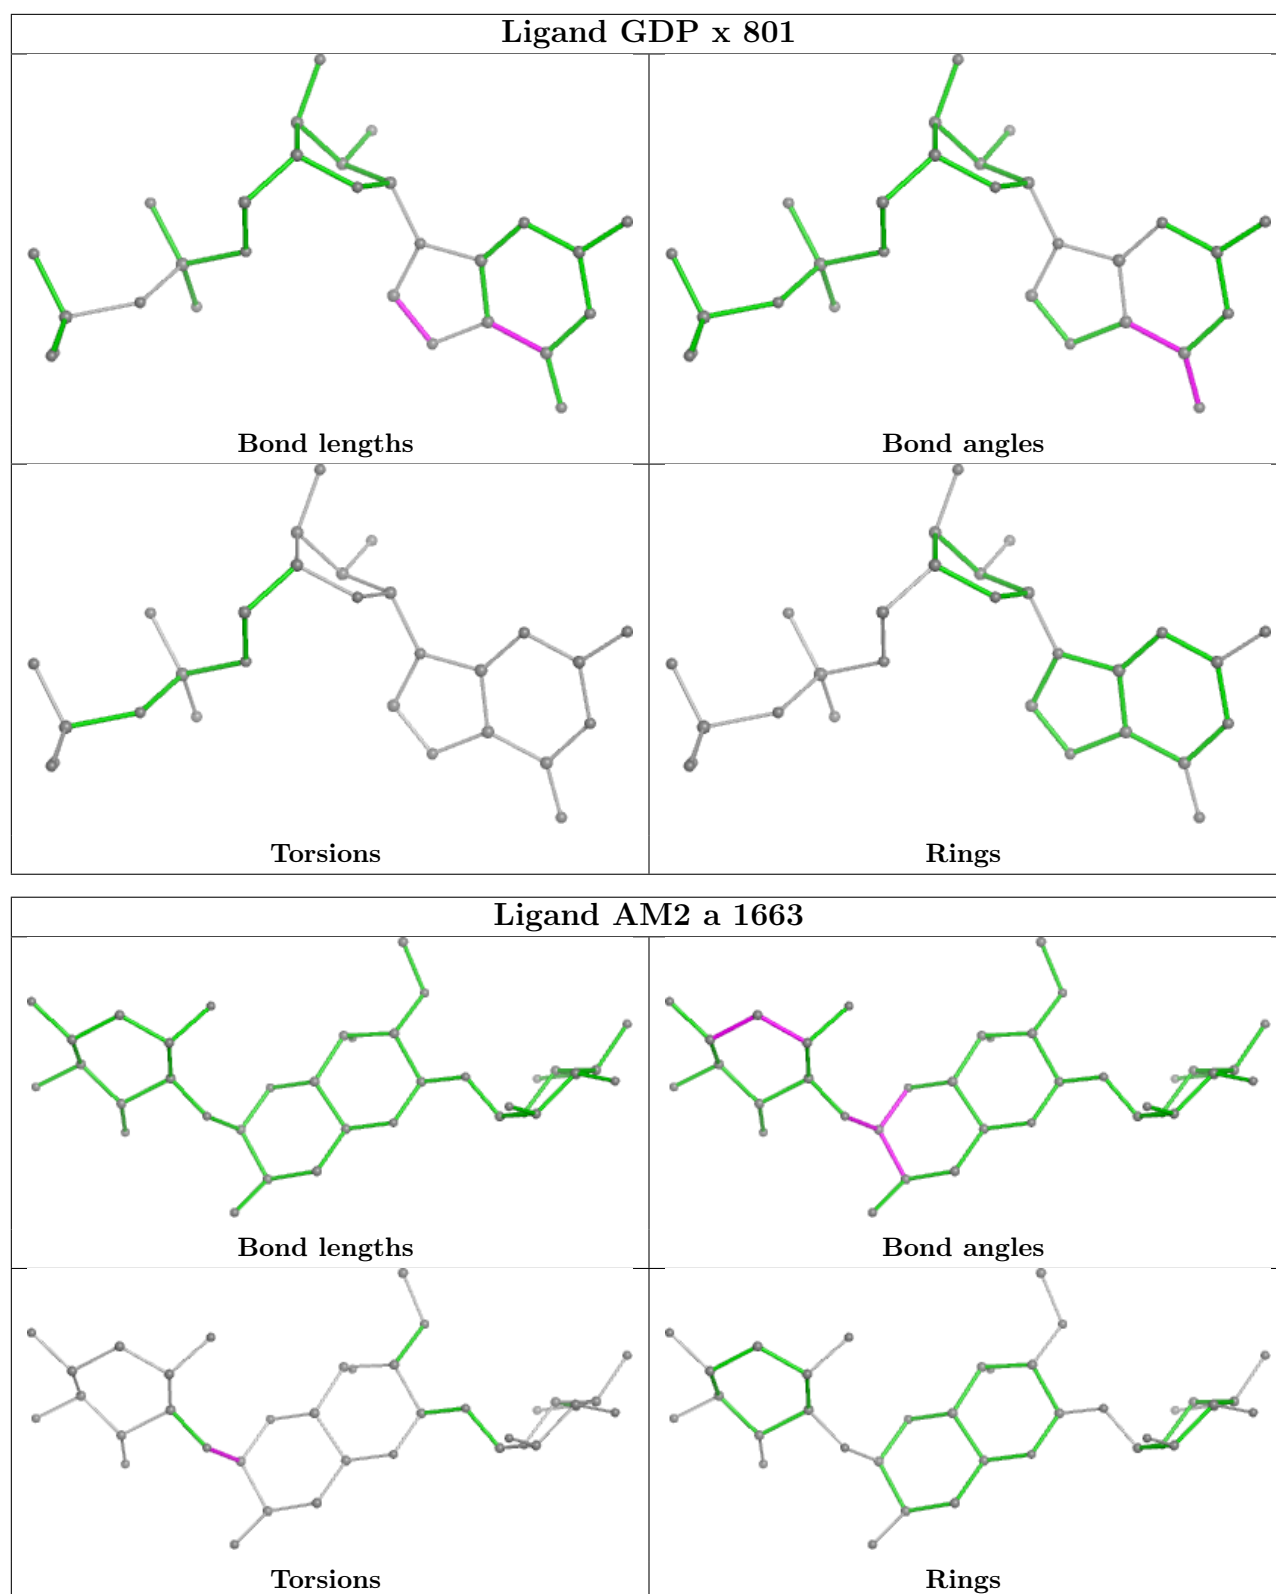 Ligand GDP x 801
Bond lengths
Bond angles
Torsions
Rings
Ligand AM2 a 1663
Bond lengths
Bond angles
Torsions
Rings